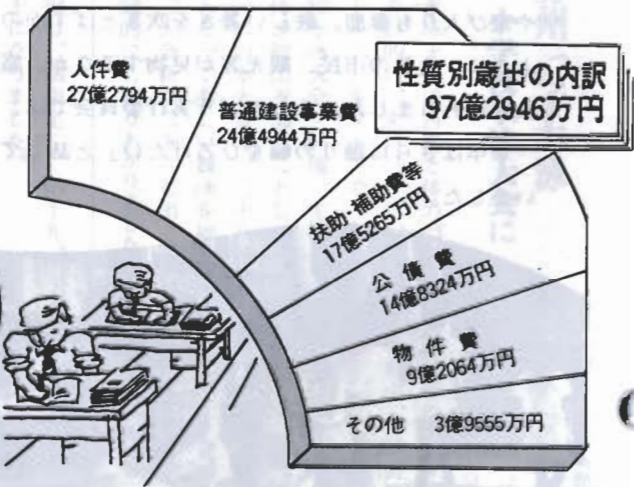 性質別歳出の内訳
97億2946万円
人件費
27億2794万円
普通建設事業費
24億4944万円
扶助・補助費等
17億5265万円
公債費
14億8324万円
物件費
9億2064万円
その他 3億9555万円